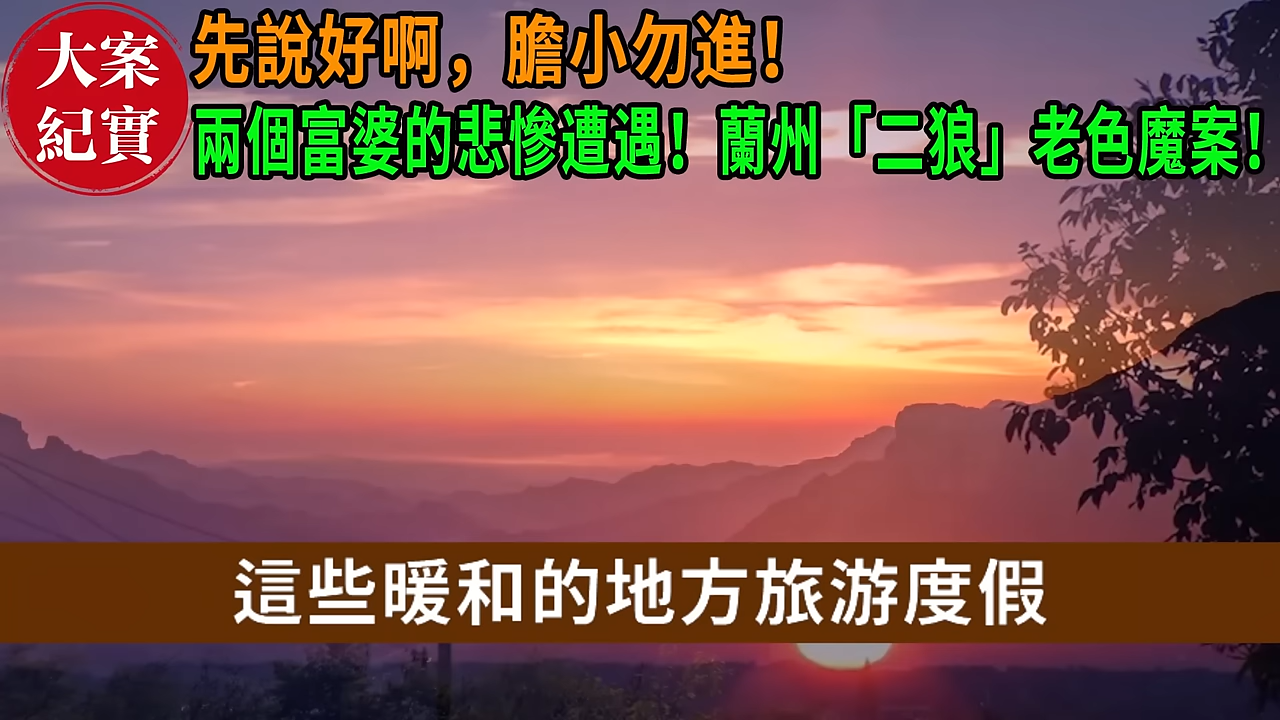 大案
紀實
先說好啊，膽小勿進！
兩個富婆的悲慘遭遇！蘭州「二狼」老色魔案！
這些暖和的地方旅游度假